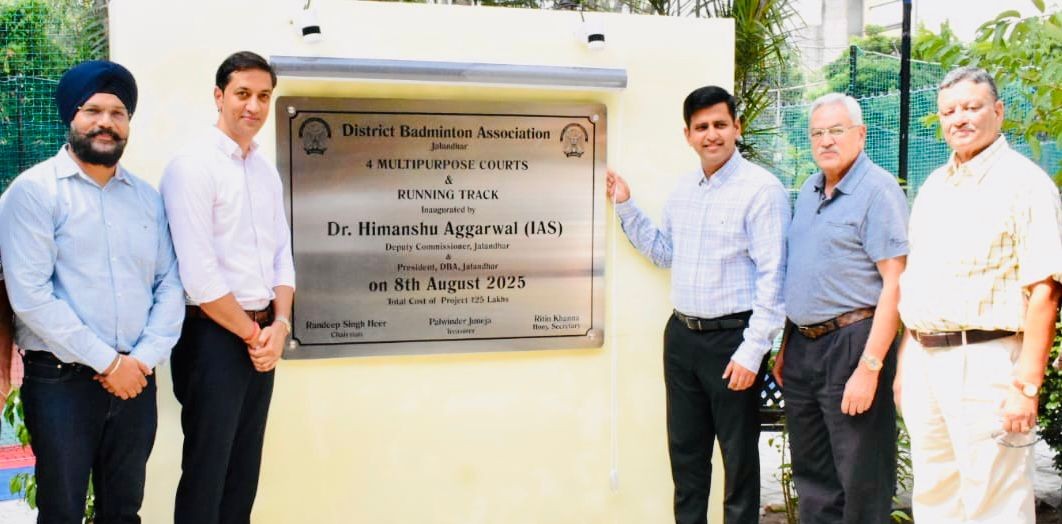 District Badminton Association
Jalandhar
4 MULTIPURPOSE COURTS
&
RUNNING TRACK
Inaugurated by
Dr. Himanshu Aggarwal (IAS)
Deputy Commissioner, Jalandhar
&
President, DBA, Jalandhar
on 8th August 2025
Total Cost of Project ₹25 Lakhs
Randeep Singh Heer
Chairman
Palwinder Juneja
Treasurer
Ritin Khanna
Hony. Secretary